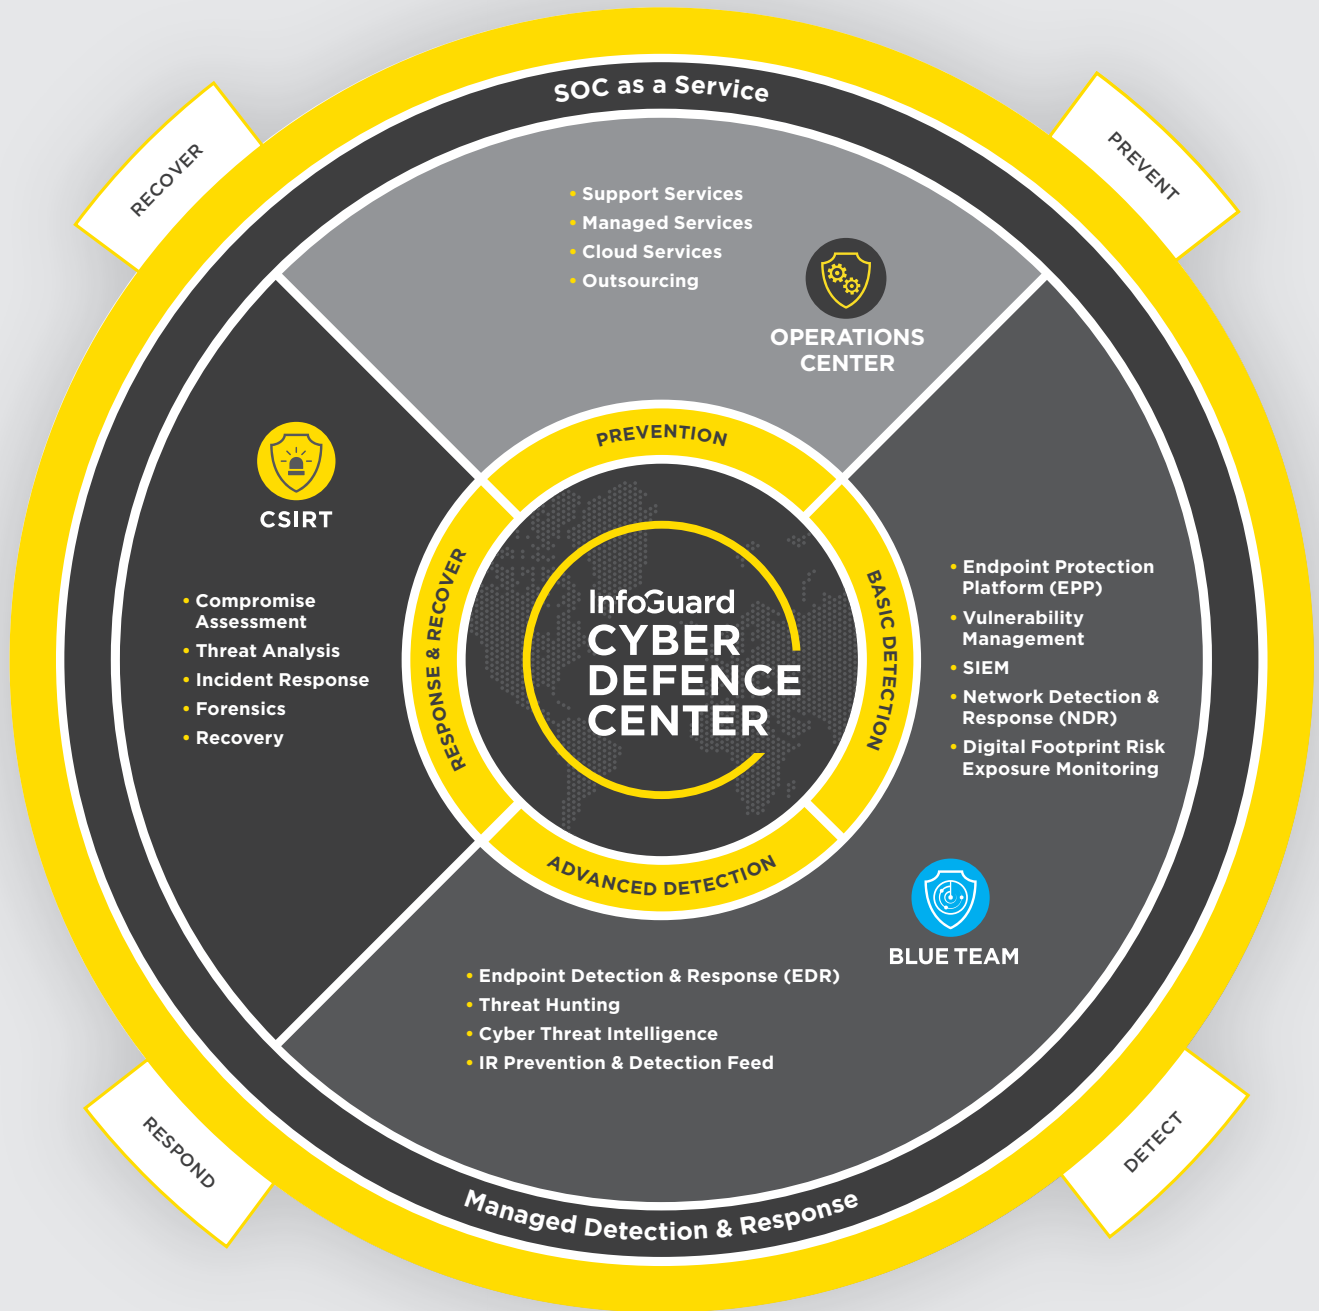 SOC as a Service
RECOVER
PREVENT
• Support Services
• Managed Services
• Cloud Services
• Outsourcing
OPERATIONS
CENTER
PREVENTION
CSIRT
• Compromise
Assessment
• Threat Analysis
• Incident Response
• Forensics
• Recovery
RESPONSE & RECOVER
InfoGuard
CYBER
DEFENCE
CENTER
BASIC DETECTION
• Endpoint Protection
Platform (EPP)
• Vulnerability
Management
• SIEM
• Network Detection &
Response (NDR)
• Digital Footprint Risk
Exposure Monitoring
ADVANCED DETECTION
BLUE TEAM
• Endpoint Detection & Response (EDR)
• Threat Hunting
• Cyber Threat Intelligence
• IR Prevention & Detection Feed
RESPOND
DETECT
Managed Detection & Response